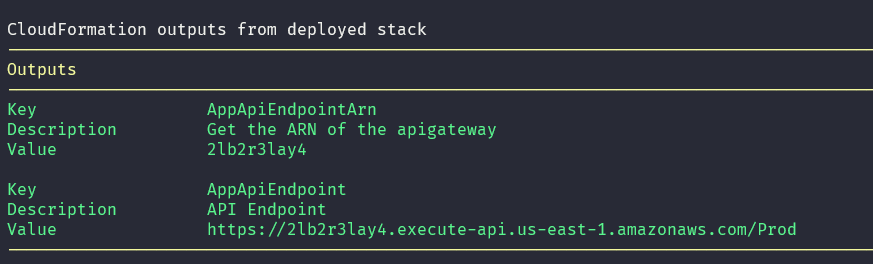 CloudFormation outputs from deployed stack
Outputs
Key AppApiEndpointArn
Description Get the ARN of the apigateway
Value 2lb2r3lay4
Key AppApiEndpoint
Description API Endpoint
Value https://2lb2r3lay4.execute-api.us-east-1.amazonaws.com/Prod